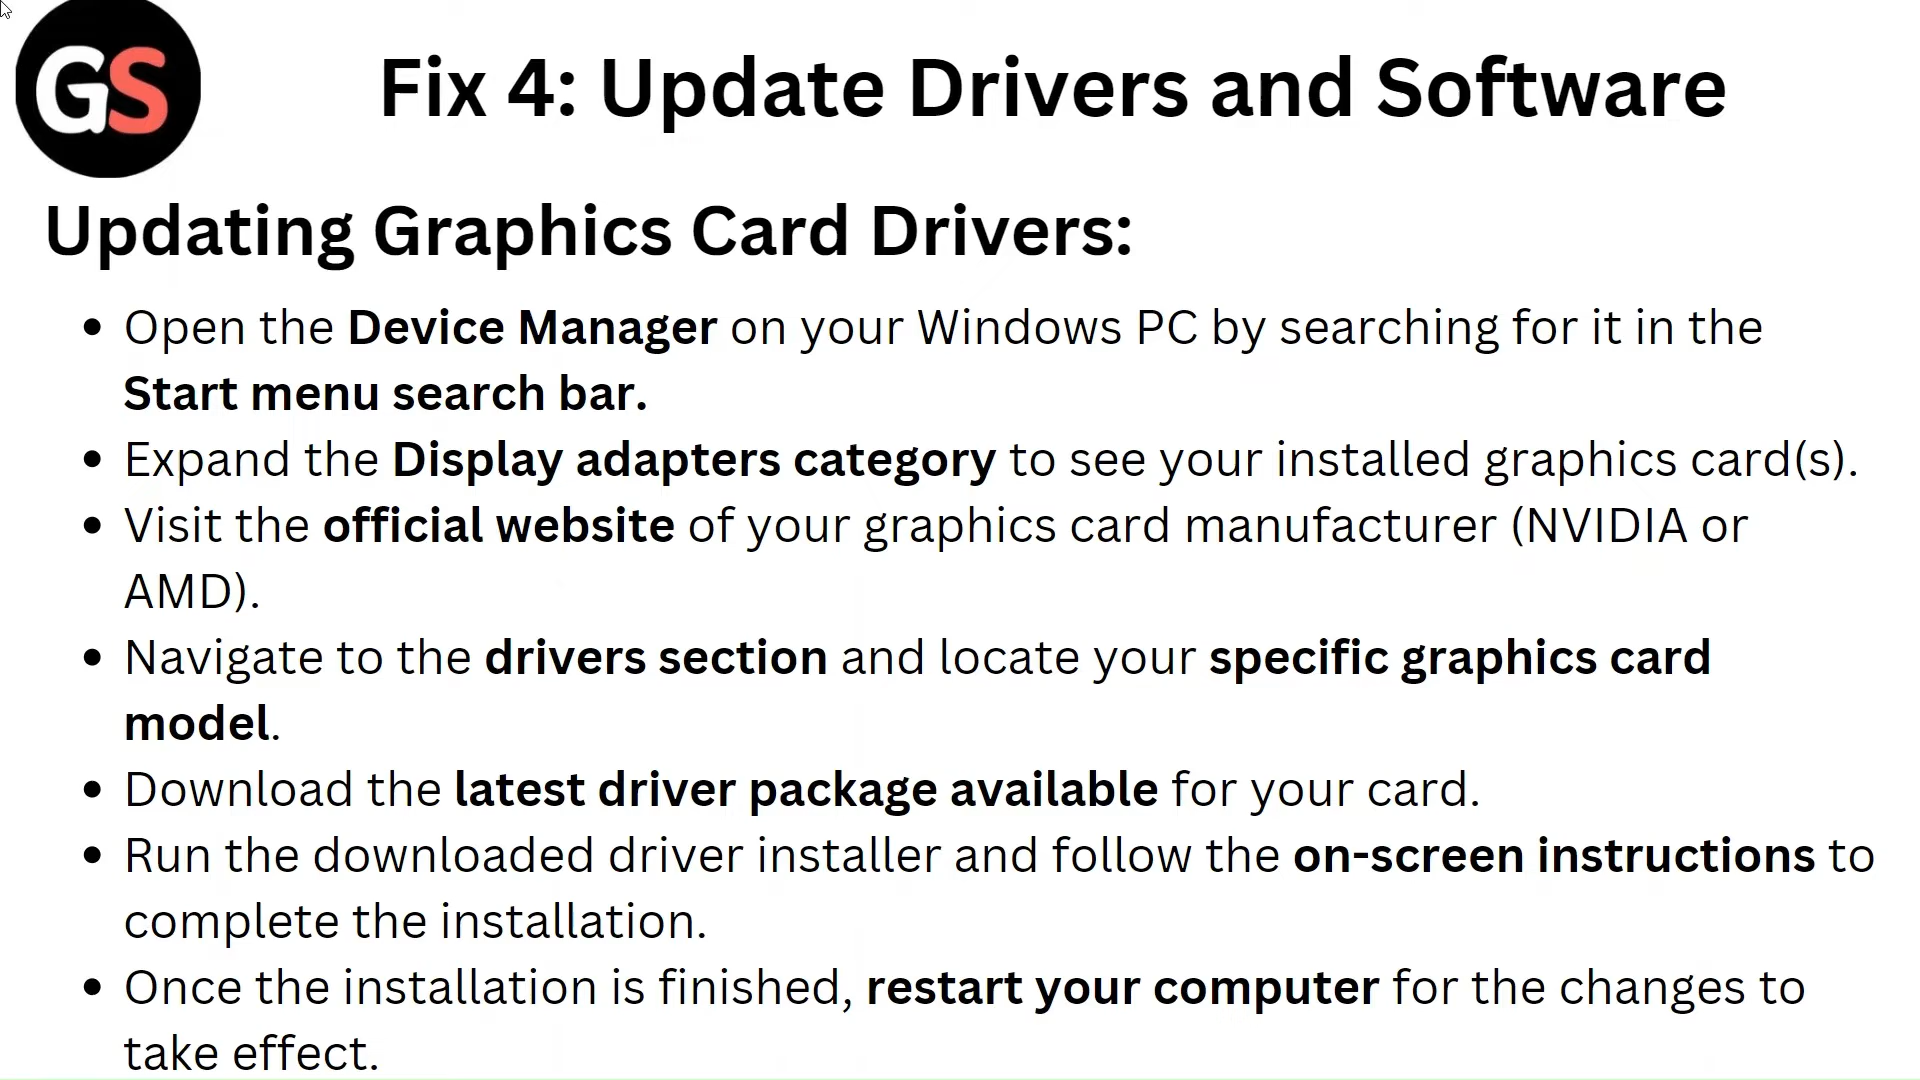 GS
Fix 4: Update Drivers and Software
Updating Graphics Card Drivers:
• Open the Device Manager on your Windows PC by searching for it in the
Start menu search bar.
• Expand the Display adapters category to see your installed graphics card(s).
• Visit the official website of your graphics card manufacturer (NVIDIA or
AMD).
• Navigate to the drivers section and locate your specific graphics card
model.
• Download the latest driver package available for your card.
• Run the downloaded driver installer and follow the on-screen instructions to
complete the installation.
• Once the installation is finished, restart your computer for the changes to
take effect.